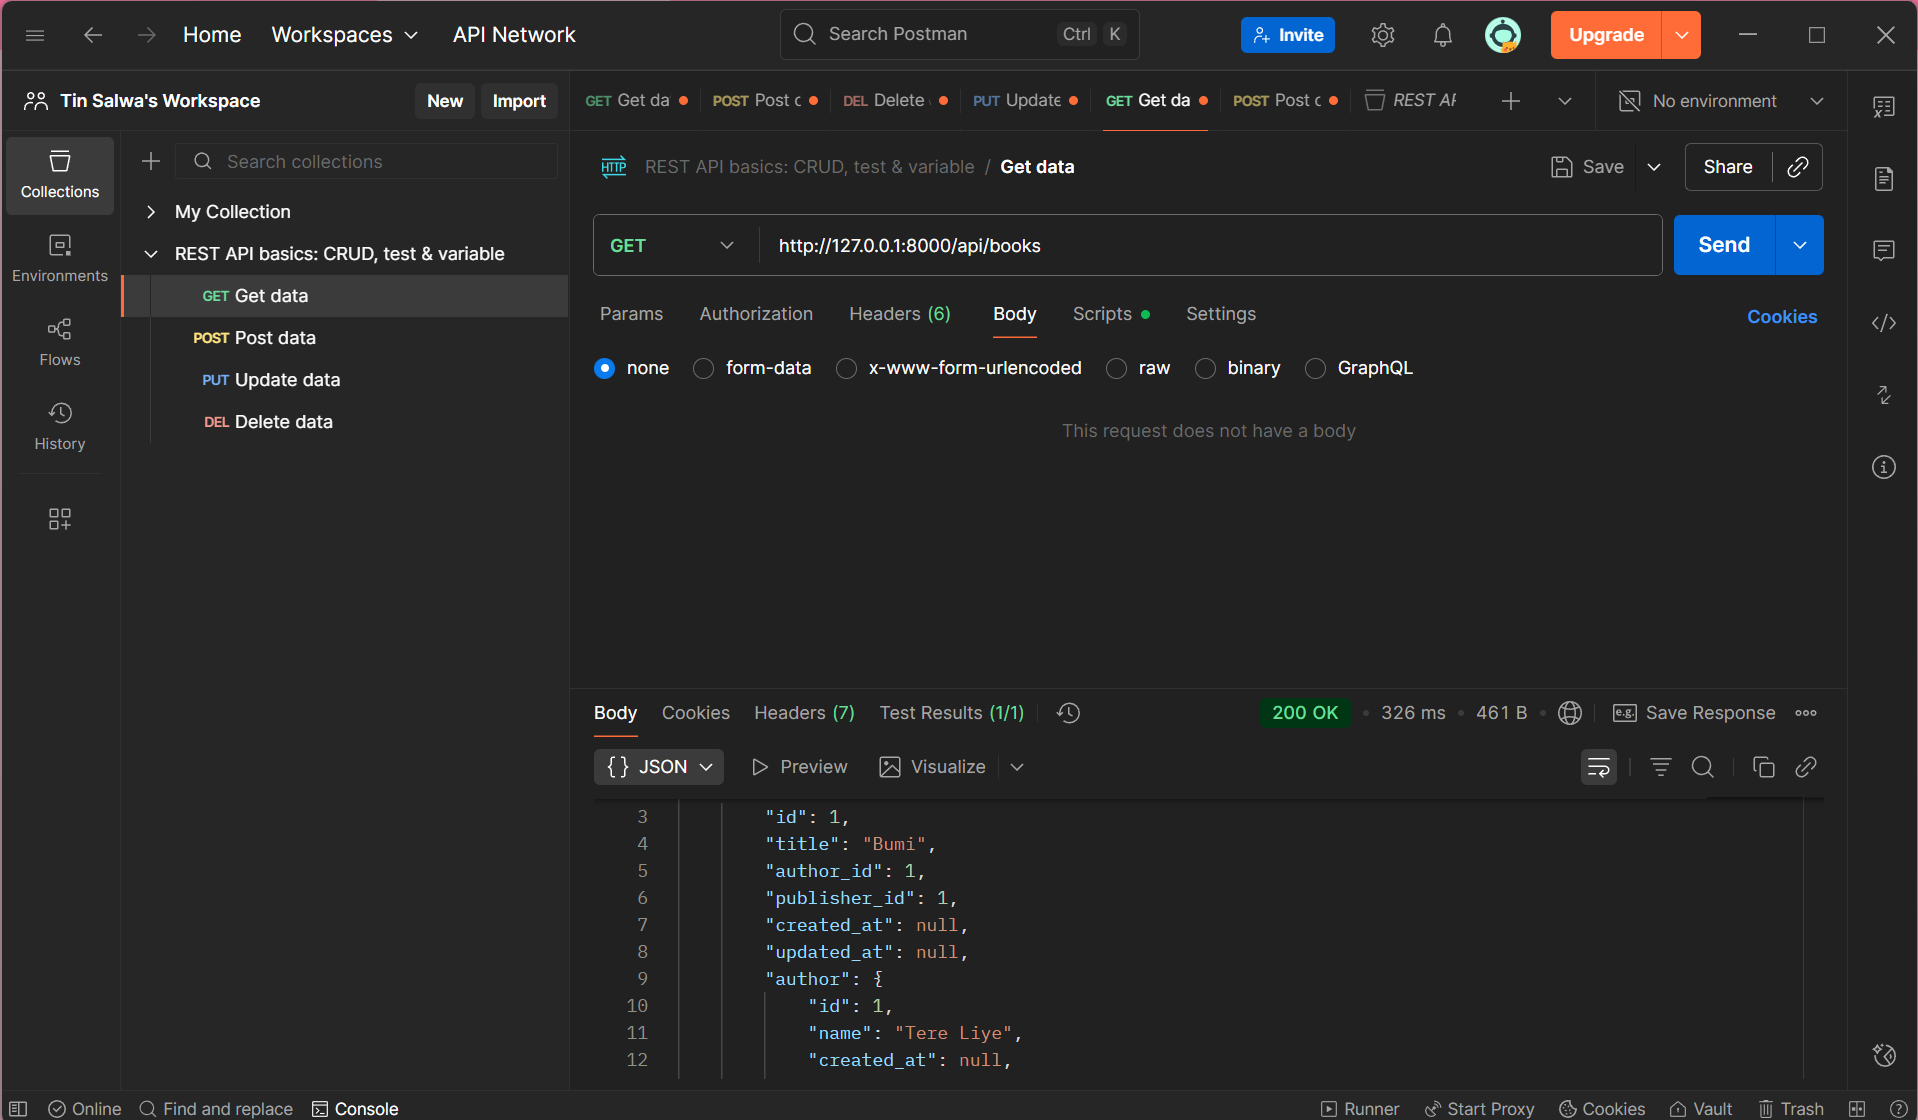 Home Workspaces API Network Search Postman Ctrl K Invite Upgrade
Tin Salwa's Workspace New Import GET Get da POST Post c DEL Delete PUT Update GET Get da POST Post c REST AF No environment
Collections
Environments
Flows
History
Search collections
My Collection
REST API basics: CRUD, test & variable
GET Get data
POST Post data
PUT Update data
DEL Delete data
HTTP REST API basics: CRUD, test & variable / Get data Save Share
GET http://127.0.0.1:8000/api/books Send
Params Authorization Headers (6) Body Scripts Settings Cookies
none form-data x-www-form-urlencoded raw binary GraphQL
This request does not have a body
Body Cookies Headers (7) Test Results (1/1) 200 OK 326 ms 461 B e.g. Save Response
{} JSON Preview Visualize
3 "id": 1,
4 "title": "Bumi",
5 "author_id": 1,
6 "publisher_id": 1,
7 "created_at": null,
8 "updated_at": null,
9 "author": {
10 "id": 1,
11 "name": "Tere Liye",
12 "created_at": null,
Online Find and replace Console Runner Start Proxy Cookies Vault Trash